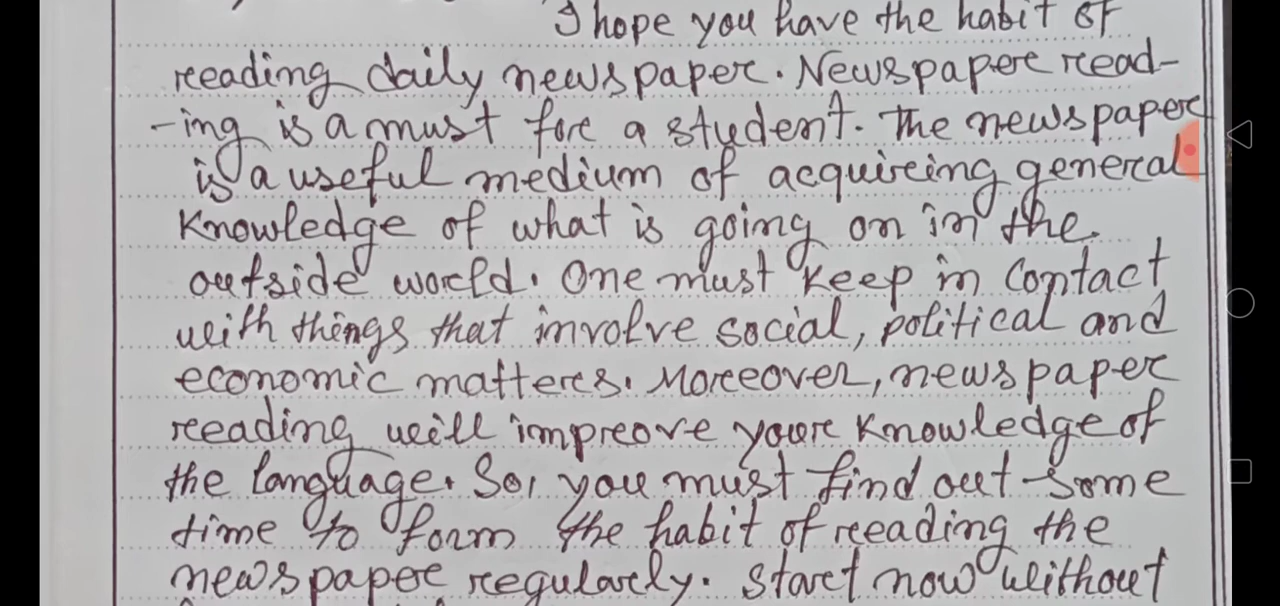 I hope you have the habit of
reading daily newspaper. Newspaper read-
-ing is a must for a student. The newspaper
is a useful medium of acquiring general
knowledge of what is going on in the
outside world. One must keep in contact
with things that involve social, political and
economic matters. Moreover, newspaper
reading will improve your knowledge of
the language. So, you must find out some
time to form the habit of reading the
newspaper regularly. Start now without